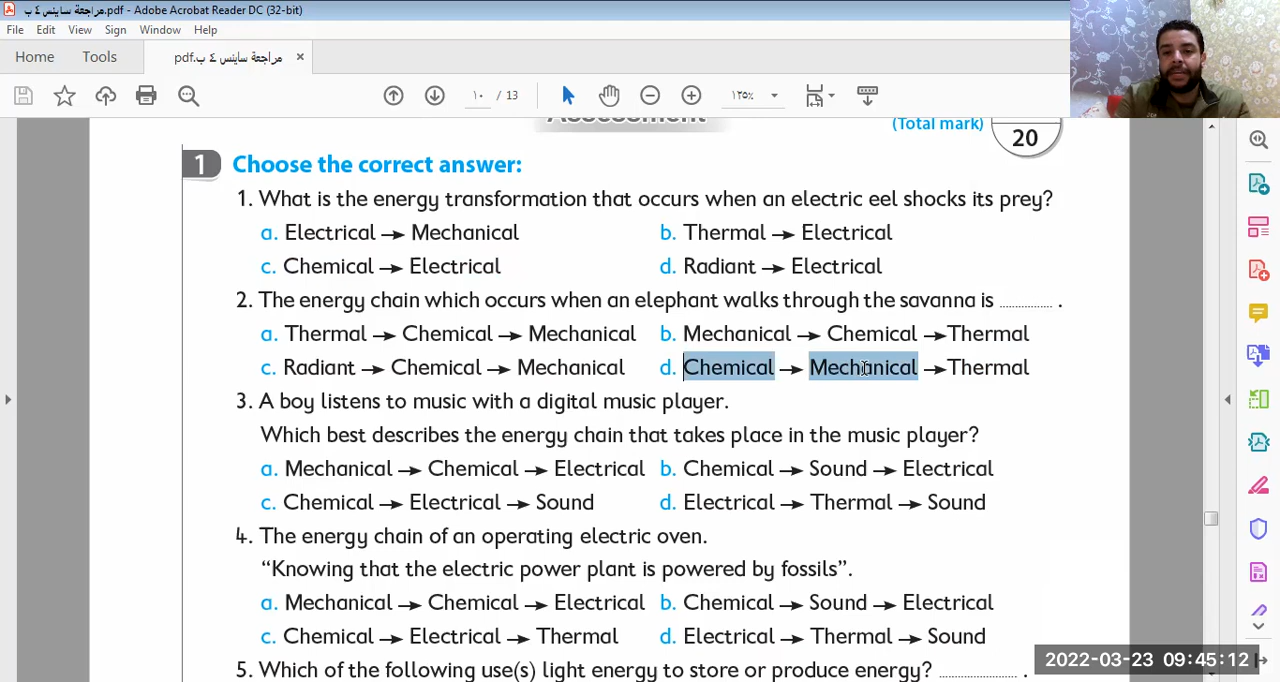 مراجعة ساينس ٤ ب.pdf - Adobe Acrobat Reader DC (32-bit)
File Edit View Sign Window Help
Home Tools مراجعة ساينس ٤ ب.pdf ×
١٠ / 13 ١٢٥%
Assessment
(Total mark) 20
1 Choose the correct answer:
1. What is the energy transformation that occurs when an electric eel shocks its prey?
a. Electrical → Mechanical b. Thermal → Electrical
c. Chemical → Electrical d. Radiant → Electrical
2. The energy chain which occurs when an elephant walks through the savanna is .............. .
a. Thermal → Chemical → Mechanical b. Mechanical → Chemical → Thermal
c. Radiant → Chemical → Mechanical d. Chemical → Mechanical → Thermal
3. A boy listens to music with a digital music player.
Which best describes the energy chain that takes place in the music player?
a. Mechanical → Chemical → Electrical b. Chemical → Sound → Electrical
c. Chemical → Electrical → Sound d. Electrical → Thermal → Sound
4. The energy chain of an operating electric oven.
“Knowing that the electric power plant is powered by fossils”.
a. Mechanical → Chemical → Electrical b. Chemical → Sound → Electrical
c. Chemical → Electrical → Thermal d. Electrical → Thermal → Sound
5. Which of the following use(s) light energy to store or produce energy? .................... .
2022-03-23 09:45:12